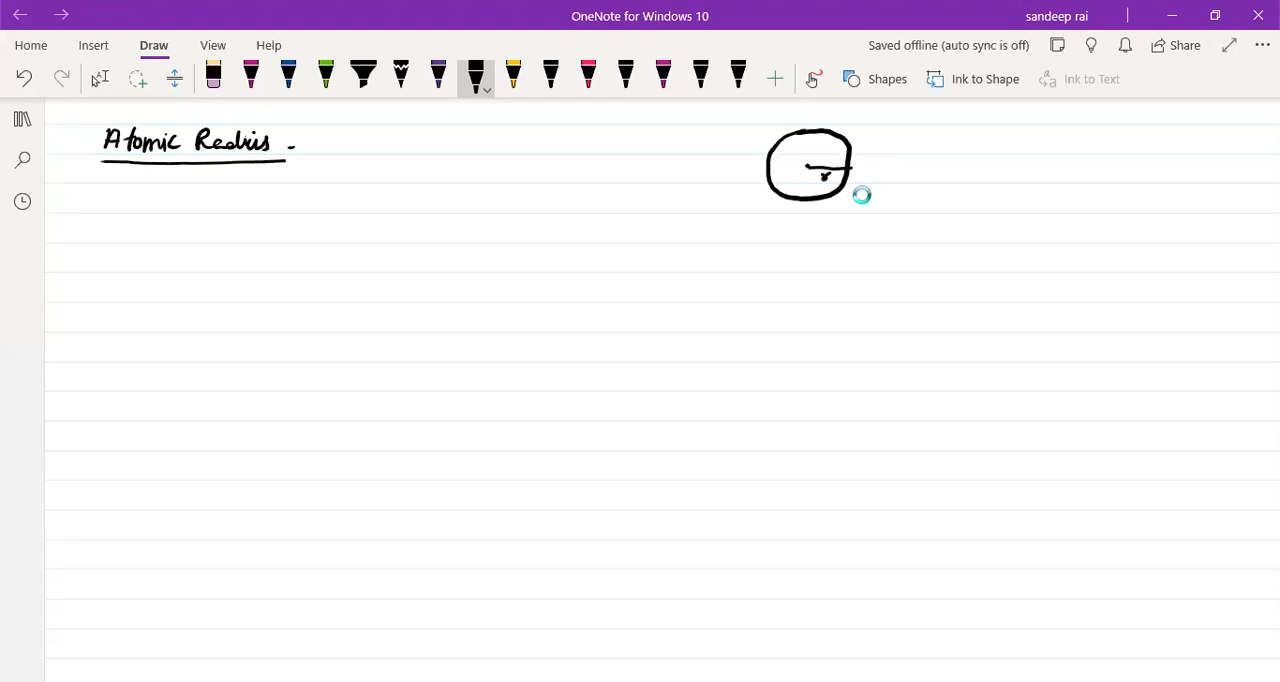 OneNote for Windows 10
sandeep rai
Home Insert Draw View Help
Saved offline (auto sync is off)
Share
Shapes
Ink to Shape
Ink to Text
Atomic Radius -
r